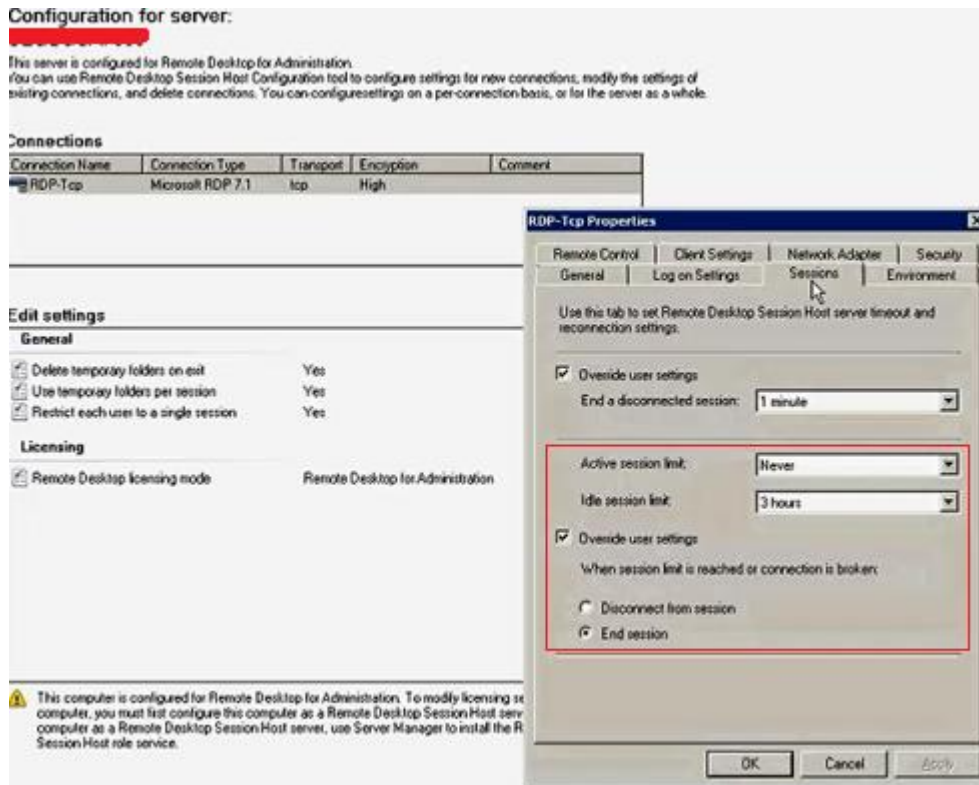 Configuration for server:
This server is configured for Remote Desktop for Administration.
You can use Remote Desktop Session Host Configuration tool to configure settings for new connections, modify the settings of
existing connections, and delete connections. You can configuresettings on a per-connection basis, or for the server as a whole.
Connections
Connection Name Connection Type Transport Encryption Comment
RDP-Tcp Microsoft RDP 7.1 tcp High
Edit settings
General
Delete temporary folders on exit Yes
Use temporary folders per session Yes
Restrict each user to a single session Yes
Licensing
Remote Desktop licensing mode Remote Desktop for Administration
This computer is configured for Remote Desktop for Administration. To modify licensing se
computer, you must first configure this computer as a Remote Desktop Session Host serv
computer as a Remote Desktop Session Host server, use Server Manager to install the R
Session Host role service.
RDP-Tcp Properties
Remote Control Client Settings Network Adapter Security
General Log on Settings Sessions Environment
Use this tab to set Remote Desktop Session Host server timeout and
reconnection settings.
Override user settings
End a disconnected session: 1 minute
Active session limit: Never
Idle session limit: 3 hours
Override user settings
When session limit is reached or connection is broken:
Disconnect from session
End session
OK Cancel Apply